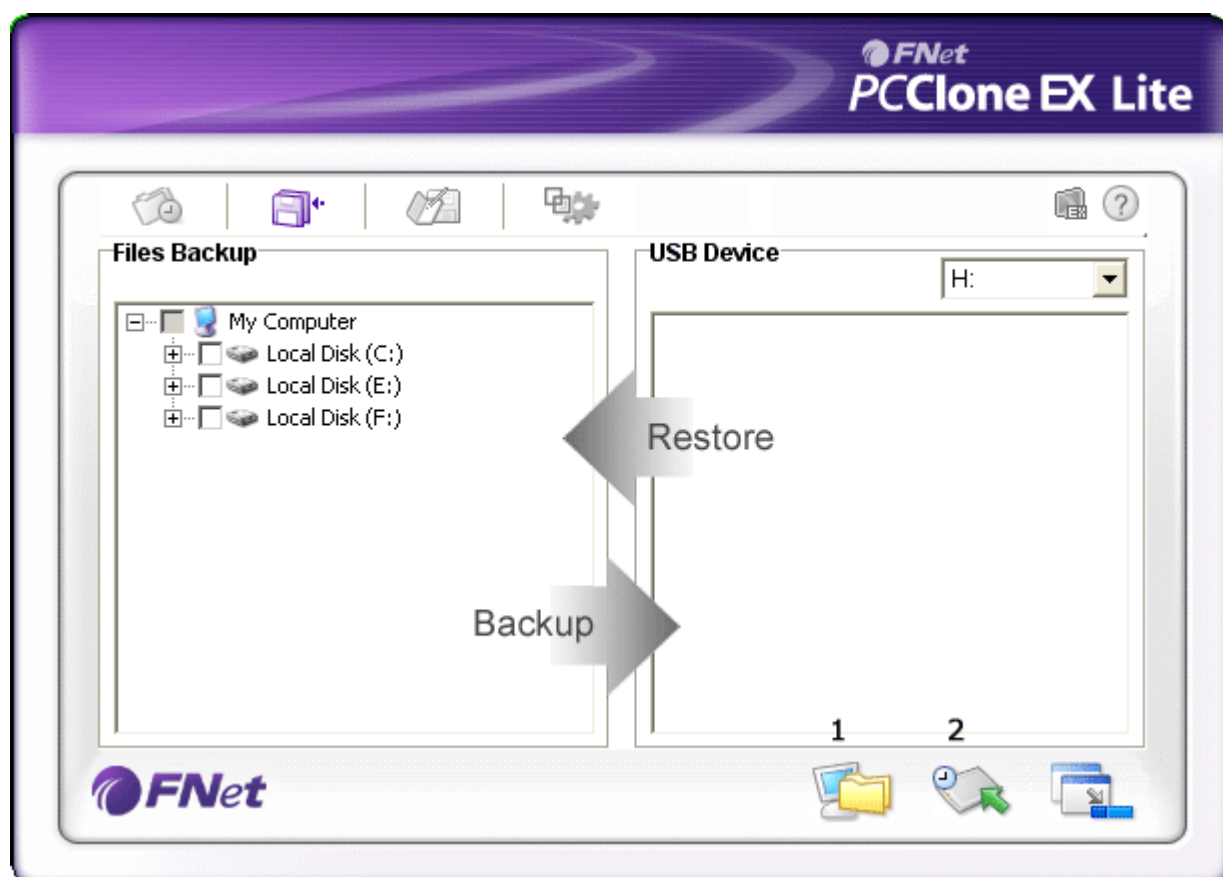 FNet
PCClone EX Lite
EX
?
Files Backup
USB Device
H:
My Computer
Local Disk (C:)
Local Disk (E:)
Local Disk (F:)
Restore
Backup
1
2
FNet